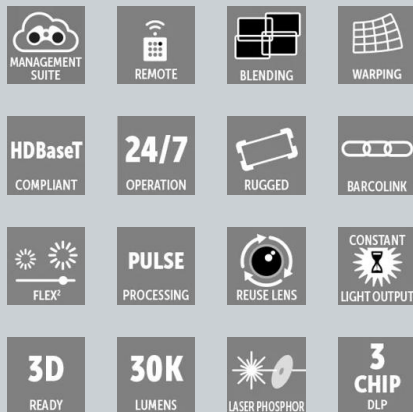 MANAGEMENT
SUITE
REMOTE
BLENDING
WARPING
HDBaseT
COMPLIANT
24/7
OPERATION
RUGGED
BARCOLINK
FLEX²
PULSE
PROCESSING
REUSE LENS
CONSTANT
LIGHT OUTPUT
3D
READY
30K
LUMENS
LASER PHOSPHOR
3
CHIP
DLP